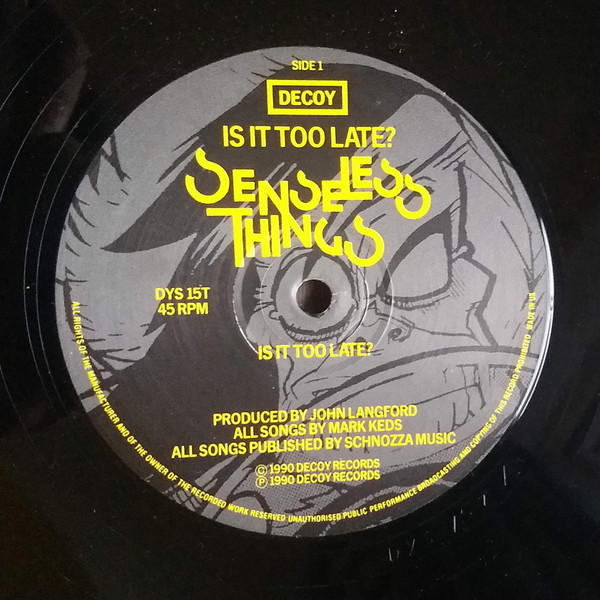 SIDE 1
DECOY
IS IT TOO LATE?
SENSELESS
THINGS
DYS 15T
45 RPM
IS IT TOO LATE?
PRODUCED BY JOHN LANGFORD
ALL SONGS BY MARK KEDS
ALL SONGS PUBLISHED BY SCHNOZZA MUSIC
© 1990 DECOY RECORDS
℗ 1990 DECOY RECORDS
ALL RIGHTS OF THE MANUFACTURER AND OF THE OWNER OF THE RECORDED WORK RESERVED UNAUTHORISED PUBLIC PERFORMANCE BROADCASTING AND COPYING OF THIS RECORD PROHIBITED MADE IN UK